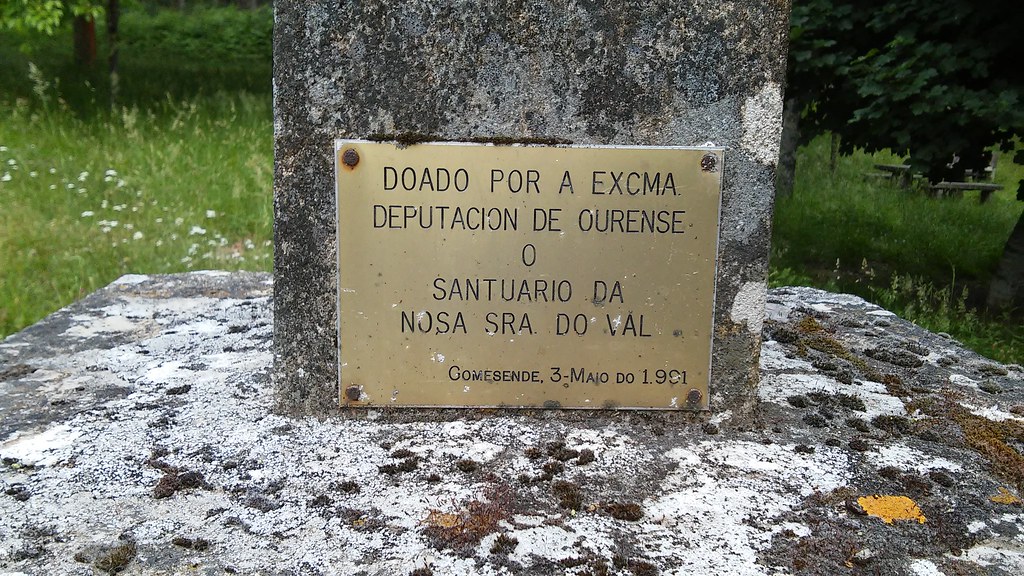 DOADO POR A EXCMA.
DEPUTACION DE OURENSE
O
SANTUARIO DA
NOSA SRA. DO VAL
GOMESENDE, 3-MAIO DO 1.991